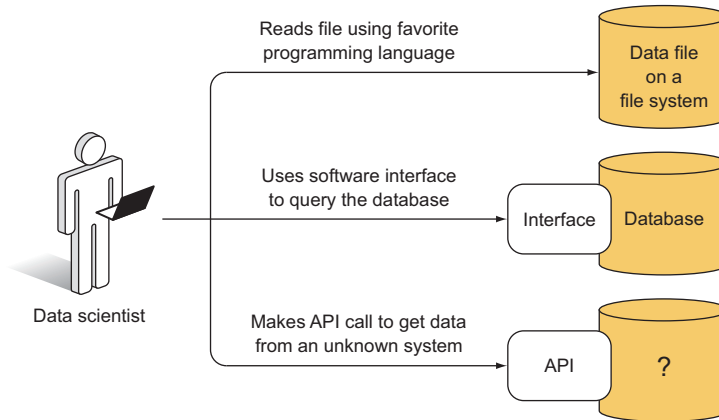 Reads file using favorite
programming language
Data file
on a
file system
Uses software interface
to query the database
Interface
Database
Data scientist
Makes API call to get data
from an unknown system
API
?